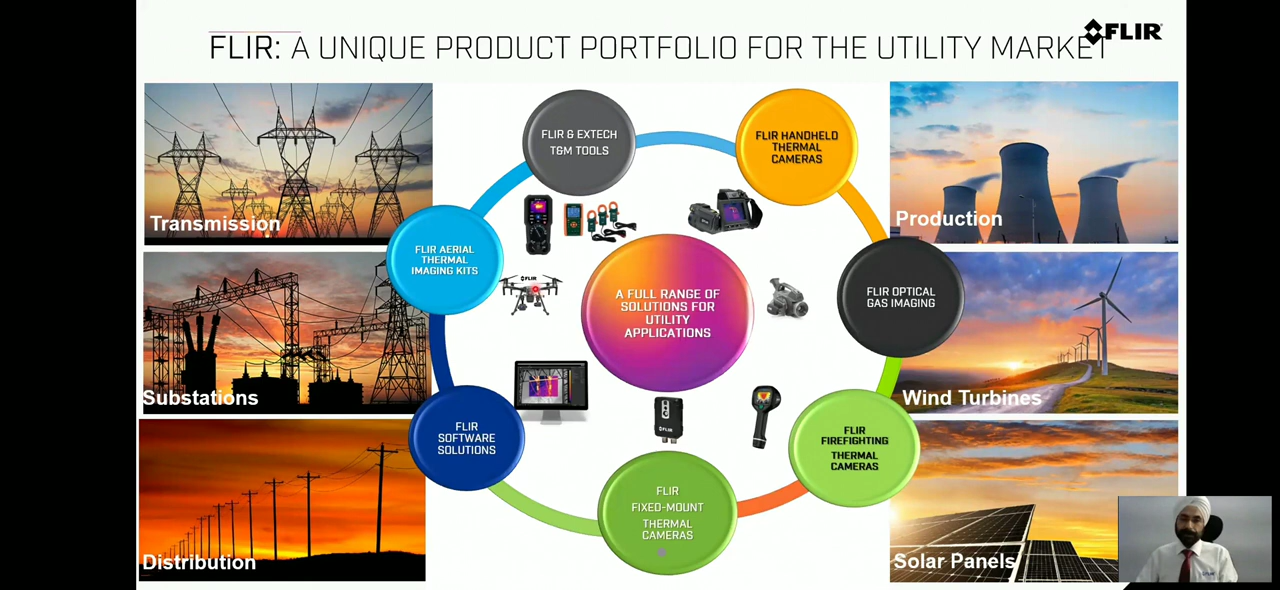 FLIR: A UNIQUE PRODUCT PORTFOLIO FOR THE UTILITY MARKET
FLIR
Transmission
Substations
Distribution
FLIR & EXTECH
T&M TOOLS
FLIR HANDHELD
THERMAL
CAMERAS
FLIR AERIAL
THERMAL
IMAGING KITS
FLIR OPTICAL
GAS IMAGING
FLIR
A FULL RANGE OF
SOLUTIONS FOR
UTILITY
APPLICATIONS
FLIR
SOFTWARE
SOLUTIONS
FLIR
FIREFIGHTING
THERMAL
CAMERAS
FLIR
FLIR
FIXED-MOUNT
THERMAL
CAMERAS
Production
Wind Turbines
Solar Panels